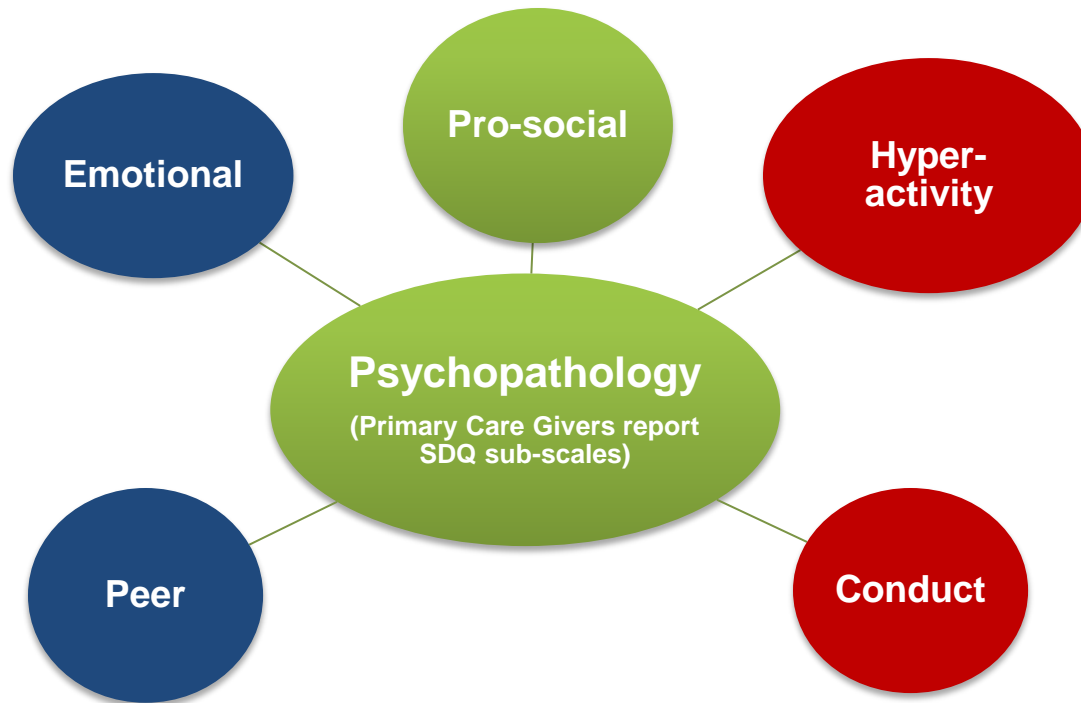 Pro-social
Emotional
Hyper-
activity
Psychopathology
(Primary Care Givers report
SDQ sub-scales)
Peer
Conduct